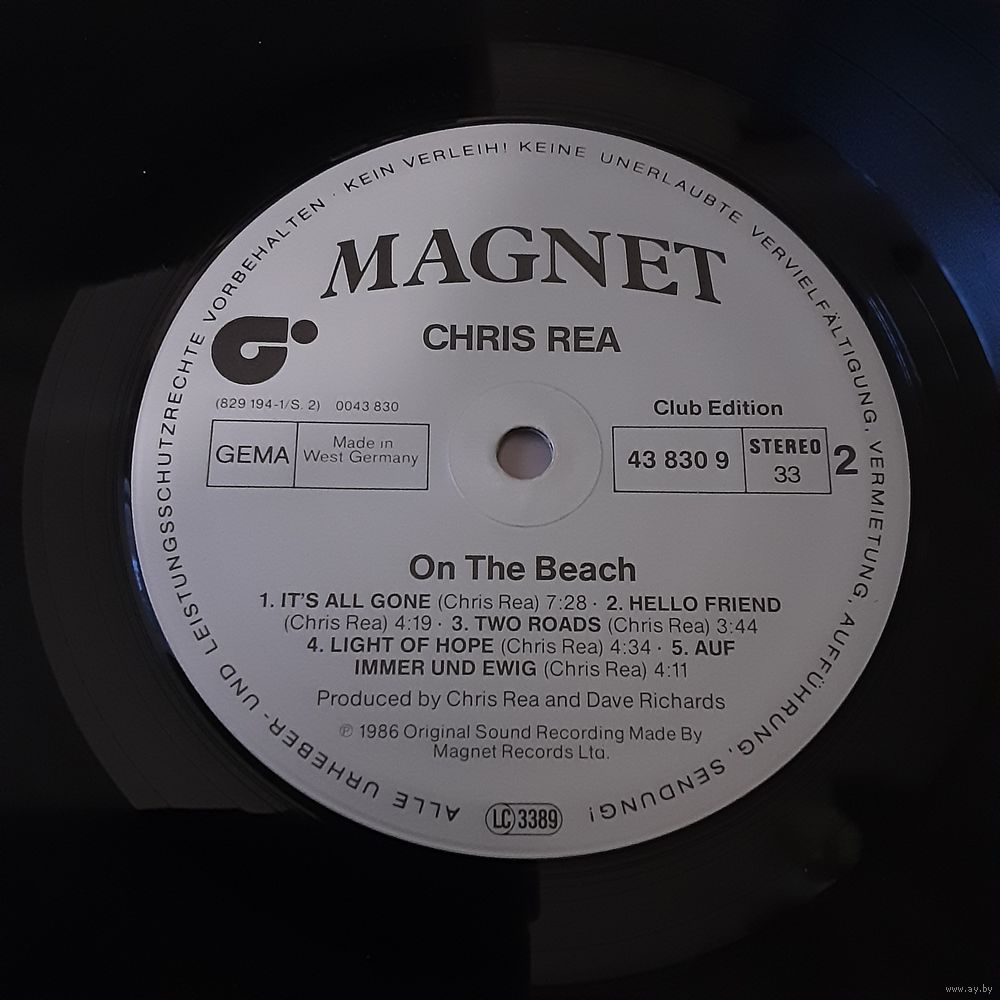 ALLE URHEBER- UND LEISTUNGSSCHUTZRECHTE VORBEHALTEN · KEIN VERLEIH! KEINE UNERLAUBTE VERVIELFÄLTIGUNG, VERMIETUNG, AUFFÜHRUNG, SENDUNG!
MAGNET
CHRIS REA
(829 194-1/S. 2) 0043 830
GEMA
Made in
West Germany
Club Edition
43 830 9
STEREO
33
2
On The Beach
1. IT'S ALL GONE (Chris Rea) 7:28 · 2. HELLO FRIEND
(Chris Rea) 4:19 · 3. TWO ROADS (Chris Rea) 3:44
4. LIGHT OF HOPE (Chris Rea) 4:34 · 5. AUF
IMMER UND EWIG (Chris Rea) 4:11
Produced by Chris Rea and Dave Richards
℗ 1986 Original Sound Recording Made By
Magnet Records Ltd.
LC 3389
www.ay.by